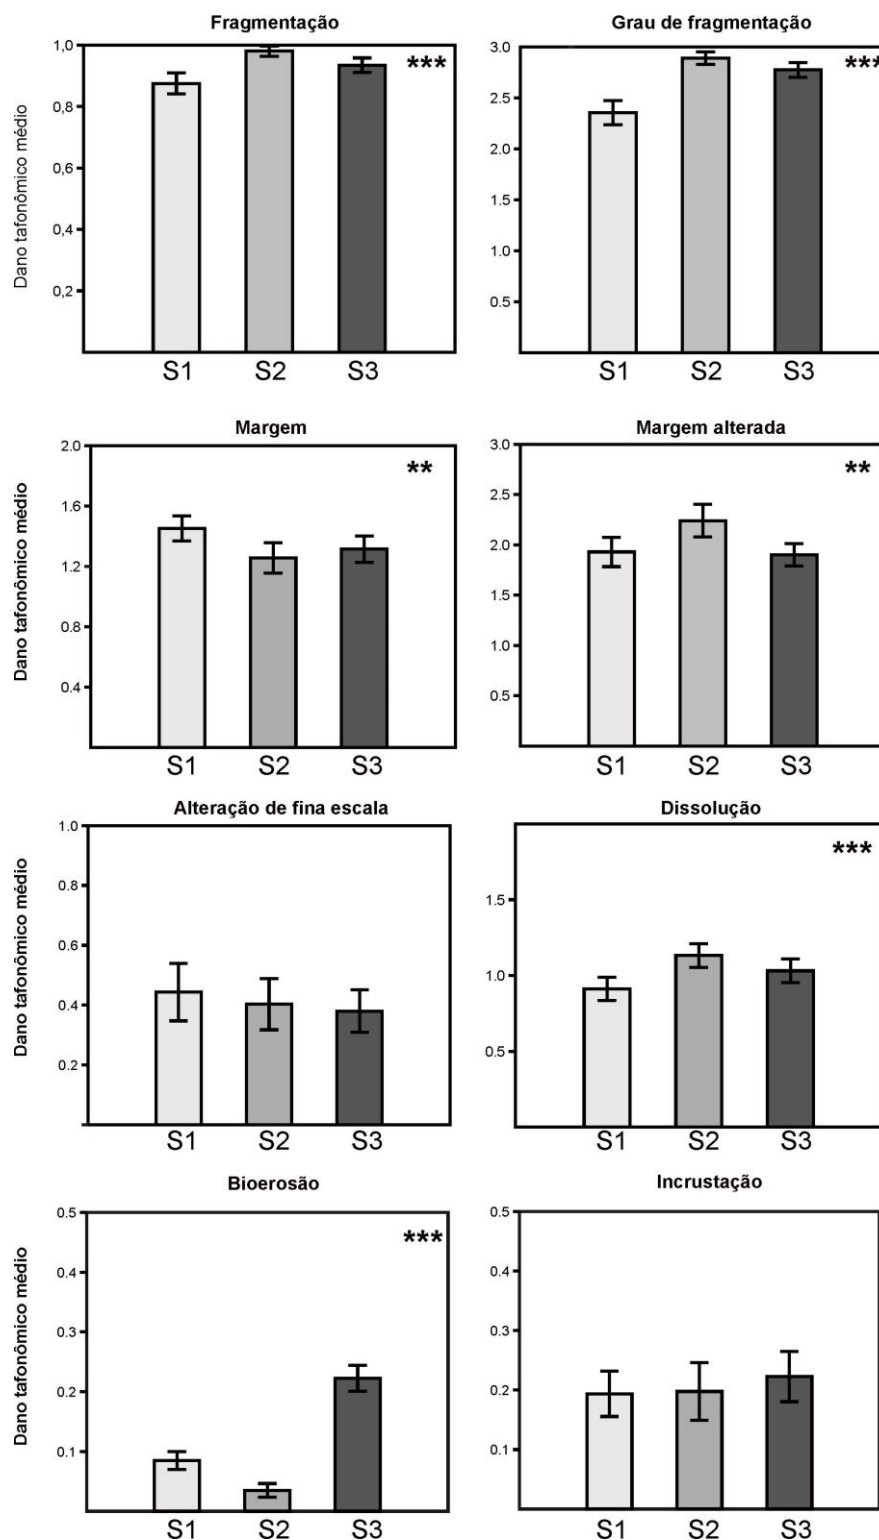 Fragmentação
Grau de fragmentação
Dano tafonômico médio
1,0
0,8
0,6
0,4
0,2
***
S1 S2 S3
3.0
2.5
2.0
1.5
1.0
0.5
***
S1 S2 S3
Margem
Margem alterada
Dano tafonômico médio
2.0
1.6
1.2
0.8
0.4
**
S1 S2 S3
3.0
2.5
2.0
1.5
1.0
0.5
**
S1 S2 S3
Alteração de fina escala
Dissolução
Dano tafonômico médio
1.0
0.8
0.6
0.4
0.2
S1 S2 S3
1.5
1.0
0.5
***
S1 S2 S3
Bioerosão
Incrustação
Dano tafonômico médio
0.5
0.4
0.3
0.2
0.1
***
S1 S2 S3
0.5
0.4
0.3
0.2
0.1
S1 S2 S3